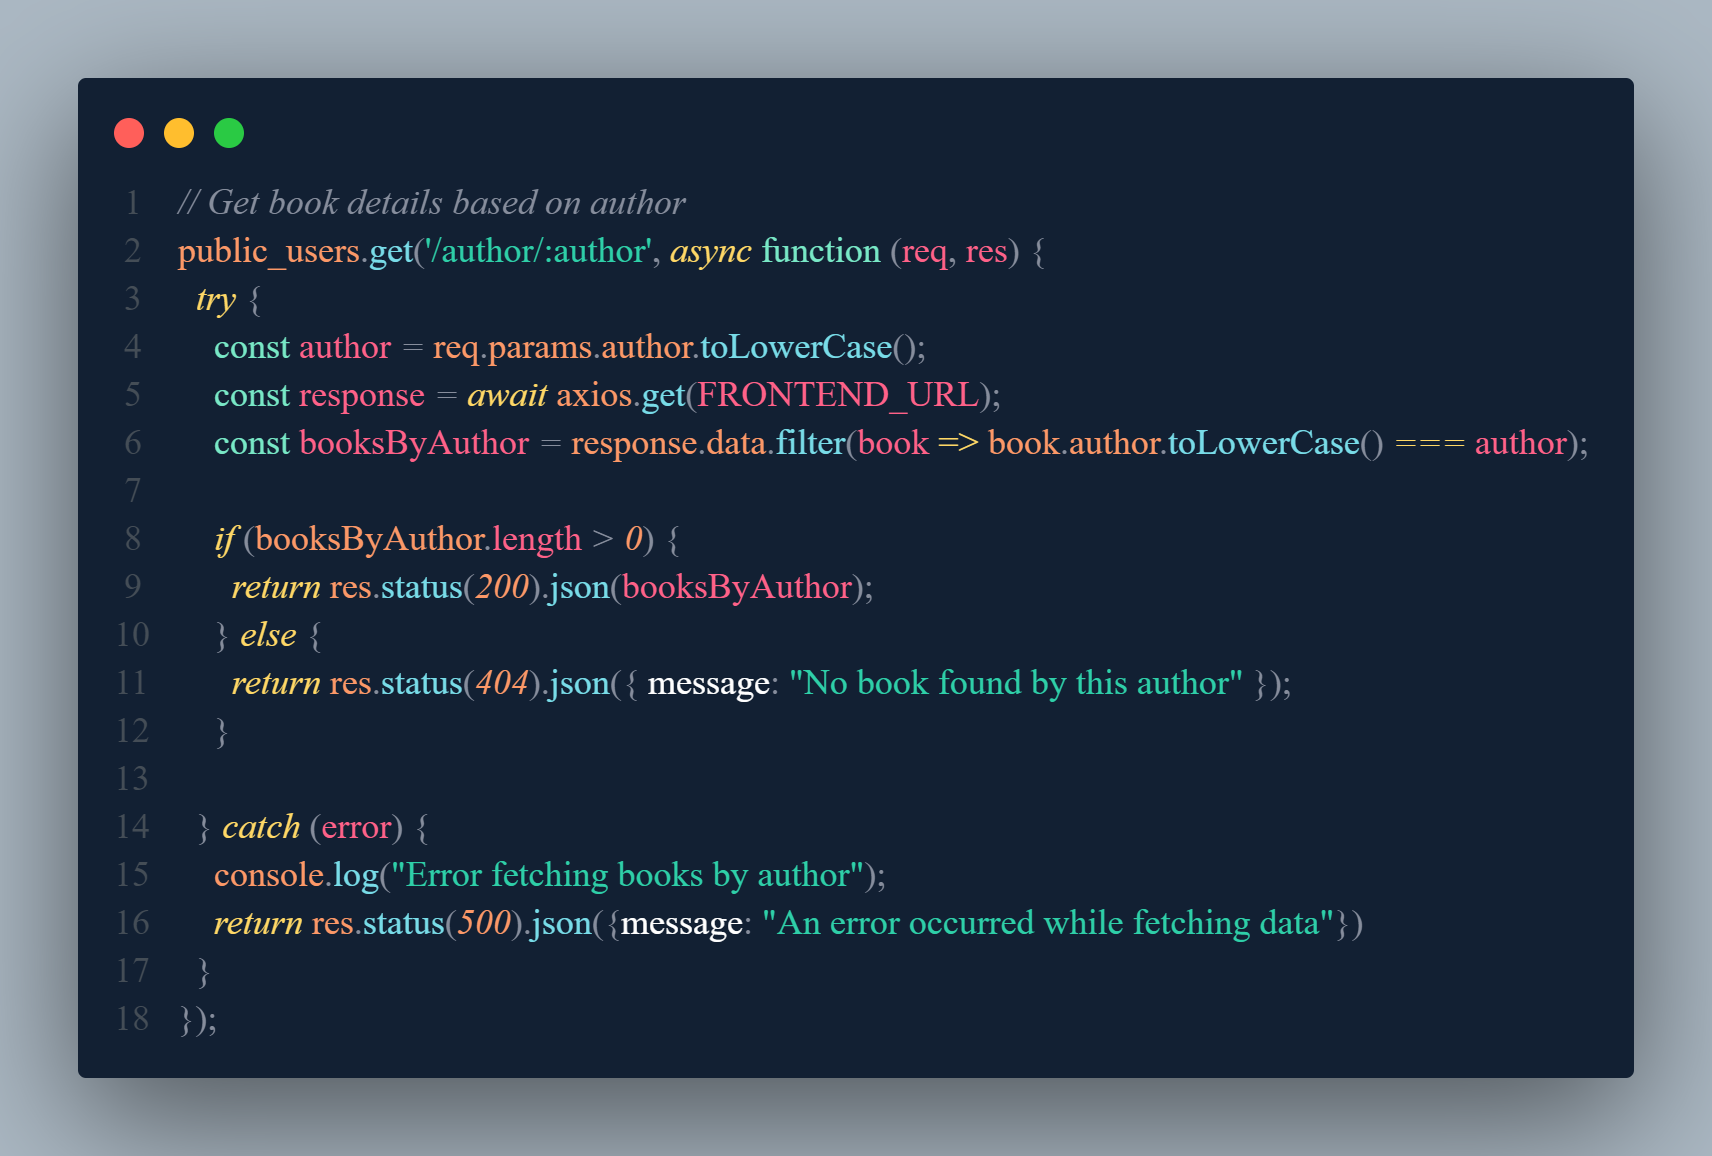 1 // Get book details based on author
2 public_users.get('/author/:author', async function (req, res) {
3 try {
4 const author = req.params.author.toLowerCase();
5 const response = await axios.get(FRONTEND_URL);
6 const booksByAuthor = response.data.filter(book => book.author.toLowerCase() === author);
7
8 if (booksByAuthor.length > 0) {
9 return res.status(200).json(booksByAuthor);
10 } else {
11 return res.status(404).json({ message: "No book found by this author" });
12 }
13
14 } catch (error) {
15 console.log("Error fetching books by author");
16 return res.status(500).json({message: "An error occurred while fetching data"})
17 }
18 });